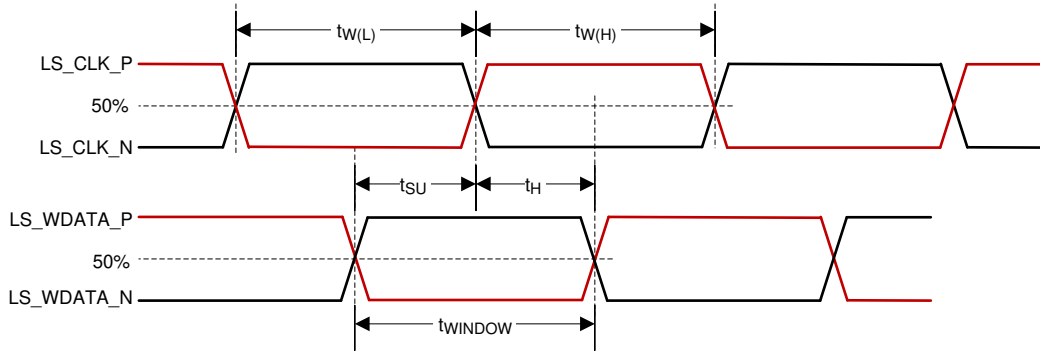 tW(L)
tW(H)
LS_CLK_P
50%
LS_CLK_N
tSU
tH
LS_WDATA_P
50%
LS_WDATA_N
tWINDOW